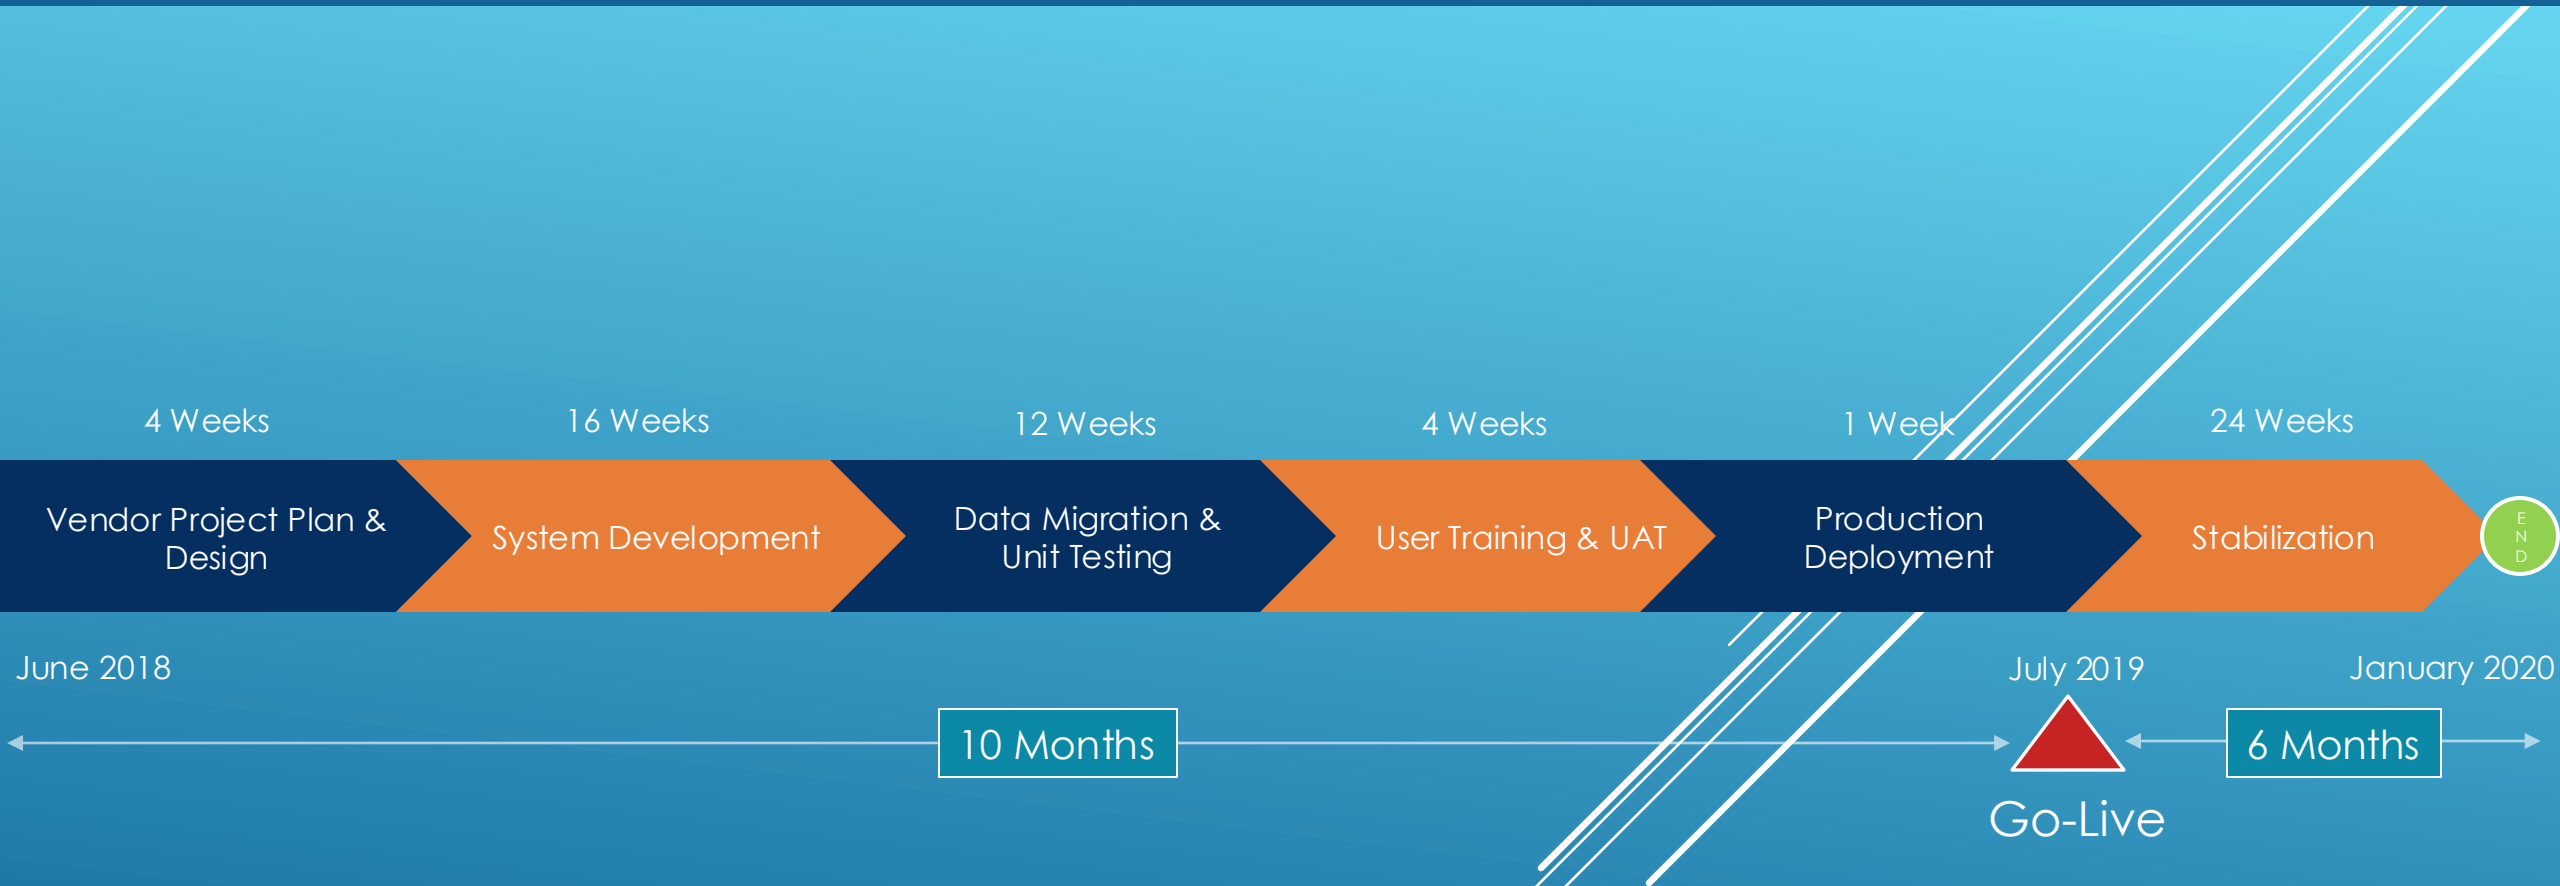 4 Weeks
16 Weeks
12 Weeks
4 Weeks
1 Week
24 Weeks
Vendor Project Plan &
Design
System Development
Data Migration &
Unit Testing
User Training & UAT
Production
Deployment
Stabilization
E
N
D
June 2018
July 2019
January 2020
10 Months
6 Months
Go-Live